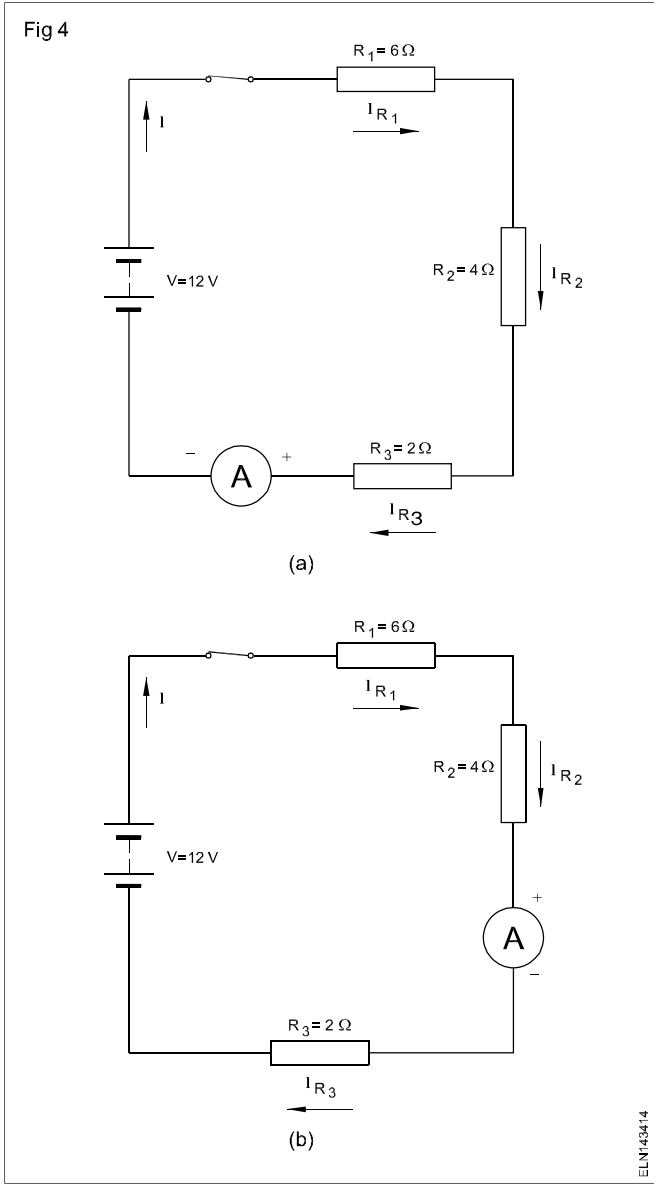 Fig 4
R1 = 6Ω
I
IR1
R2 = 4Ω
IR2
V=12 V
R3 = 2Ω
− A +
IR3
(a)
R1 = 6Ω
I
IR1
R2 = 4Ω
IR2
V=12 V
+
A
−
R3 = 2Ω
IR3
(b)
ELN143414